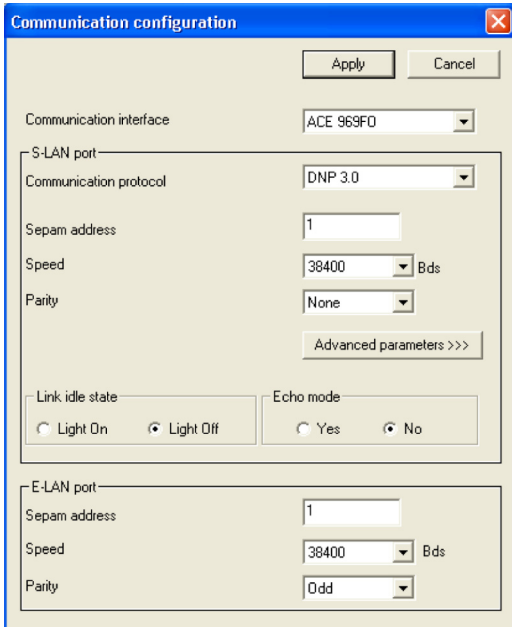 Communication configuration
Apply Cancel
Communication interface ACE 969FO
S-LAN port
Communication protocol DNP 3.0
Sepam address 1
Speed 38400 Bds
Parity None
Advanced parameters >>>
Link idle state Echo mode
Light On Light Off Yes No
E-LAN port
Sepam address 1
Speed 38400 Bds
Parity Odd